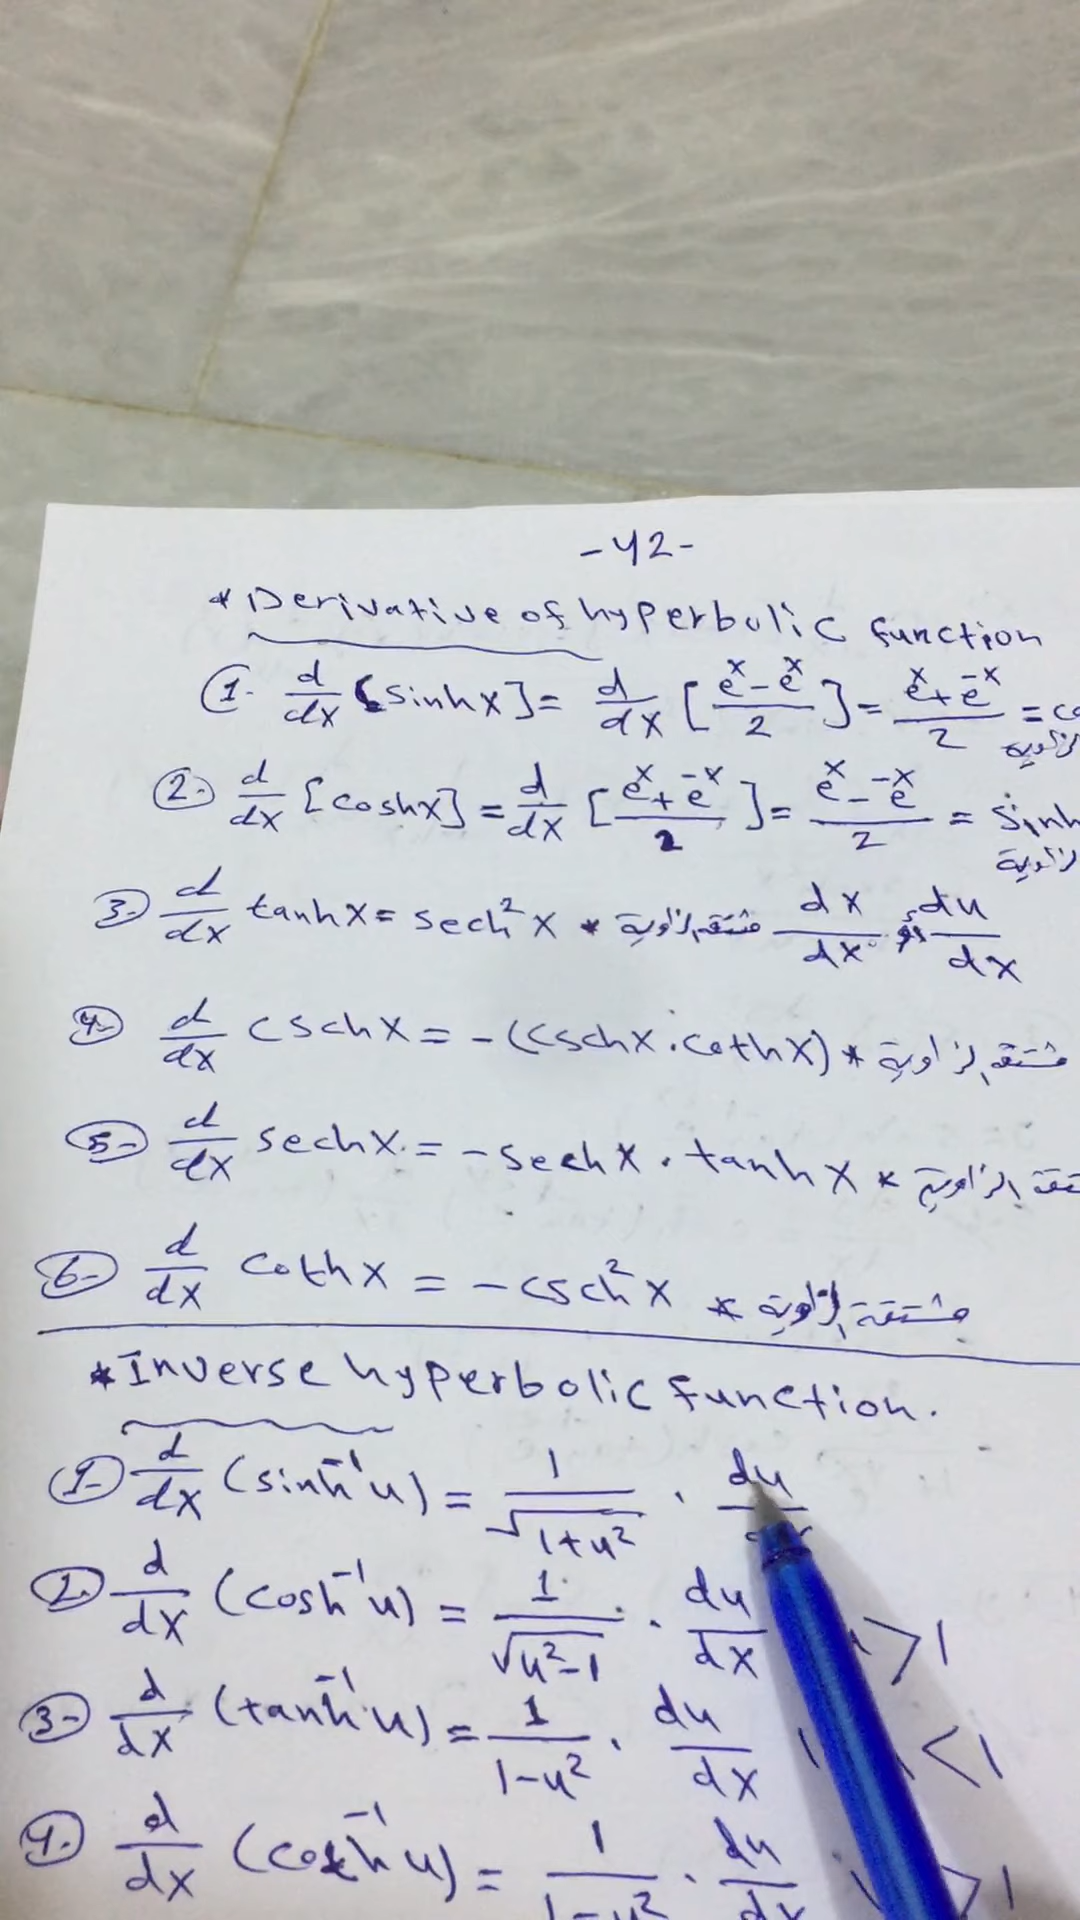 -42-
* Derivative of hyperbolic function
1. d/dx [sinhx] = d/dx [(e^x - e^x)/2] = (e^x + e^-x)/2 =
الزاوية
2. d/dx [coshx] = d/dx [(e^x + e^-x)/2] = (e^x - e^-x)/2 = sinh
الزاوية
3. d/dx tanhx = sech²x * مشتقة الزاوية dx/dx أو du/dx
4. d/dx cschx = -(cschx . cothx) * مشتقة الزاوية
5- d/dx sechx = - sechx . tanhx * مشتقة الزاوية
6- d/dx cothx = - csch²x * مشتقة الزاوية
* Inverse hyperbolic function.
1- d/dx (sinh^-1 u) = 1/√(1+u²) . du
2. d/dx (cosh^-1 u) = 1/√(u²-1) . du/dx >1
3- d/dx (tanh^-1 u) = 1/(1-u²) . du/dx <1
4. d/dx (coth^-1 u) = 1/(1-u²) . du/dx >1